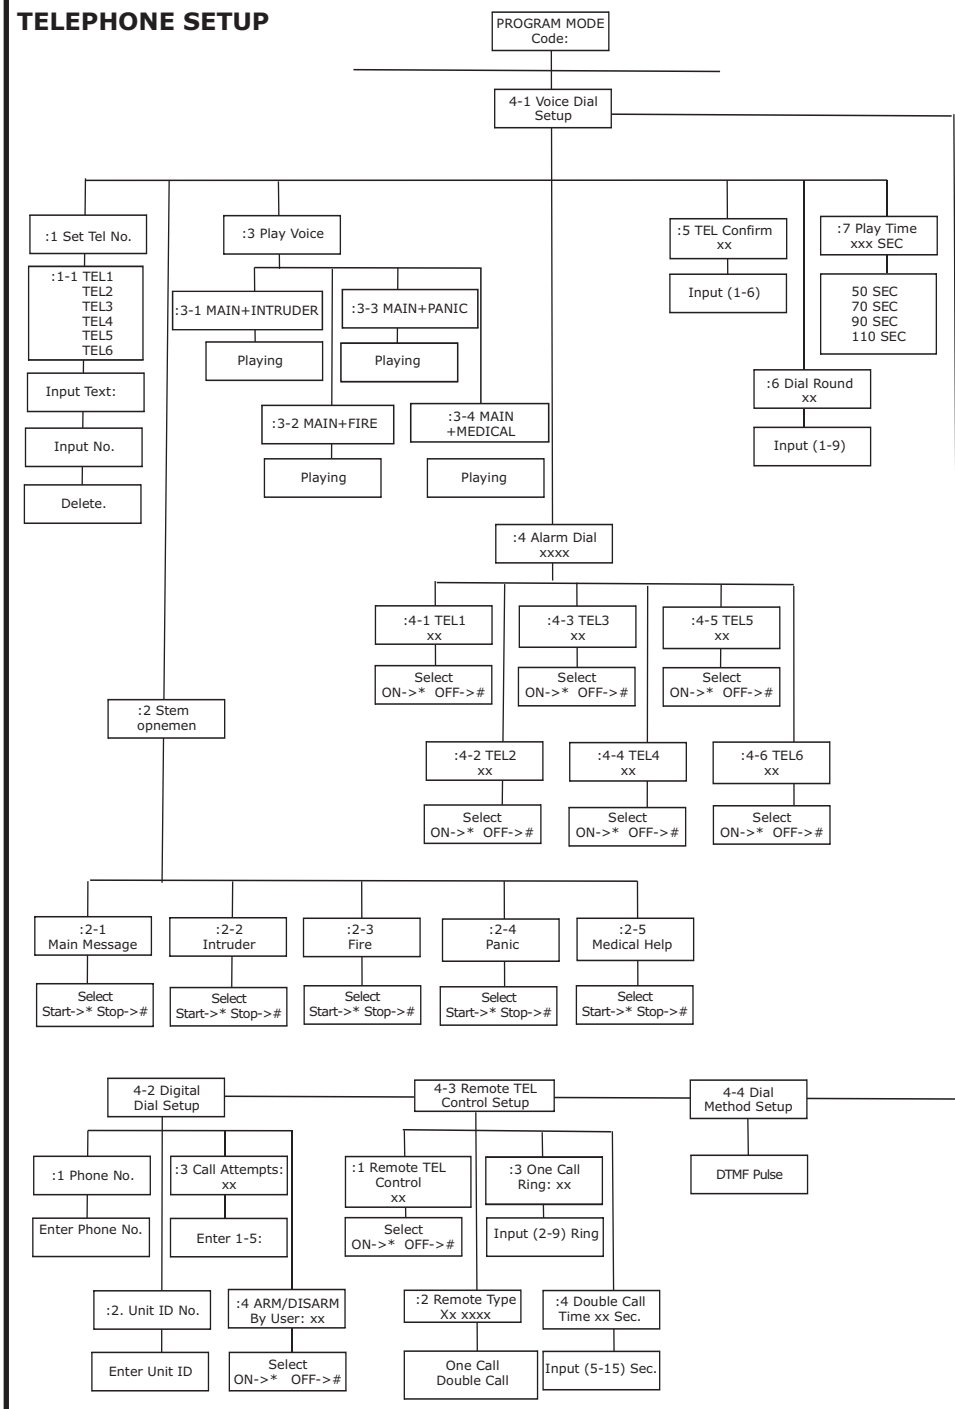 TELEPHONE SETUP
PROGRAM MODE
Code:
4-1 Voice Dial
Setup
:1 Set Tel No.
:1-1 TEL1
TEL2
TEL3
TEL4
TEL5
TEL6
Input Text:
Input No.
Delete.
:3 Play Voice
:3-1 MAIN+INTRUDER
Playing
:3-3 MAIN+PANIC
Playing
:3-2 MAIN+FIRE
Playing
:3-4 MAIN
+MEDICAL
Playing
:5 TEL Confirm
xx
Input (1-6)
:7 Play Time
xxx SEC
50 SEC
70 SEC
90 SEC
110 SEC
:6 Dial Round
xx
Input (1-9)
:4 Alarm Dial
xxxx
:4-1 TEL1
xx
Select
ON->* OFF->#
:4-3 TEL3
xx
Select
ON->* OFF->#
:4-5 TEL5
xx
Select
ON->* OFF->#
:4-2 TEL2
xx
Select
ON->* OFF->#
:4-4 TEL4
xx
Select
ON->* OFF->#
:4-6 TEL6
xx
Select
ON->* OFF->#
:2 Stem
opnemen
:2-1
Main Message
Select
Start->* Stop->#
:2-2
Intruder
Select
Start->* Stop->#
:2-3
Fire
Select
Start->* Stop->#
:2-4
Panic
Select
Start->* Stop->#
:2-5
Medical Help
Select
Start->* Stop->#
4-2 Digital
Dial Setup
:1 Phone No.
Enter Phone No.
:3 Call Attempts:
xx
Enter 1-5:
:2. Unit ID No.
Enter Unit ID
:4 ARM/DISARM
By User: xx
Select
ON->* OFF->#
4-3 Remote TEL
Control Setup
:1 Remote TEL
Control
xx
Select
ON->* OFF->#
:3 One Call
Ring: xx
Input (2-9) Ring
:2 Remote Type
Xx xxxx
One Call
Double Call
:4 Double Call
Time xx Sec.
Input (5-15) Sec.
4-4 Dial
Method Setup
DTMF Pulse